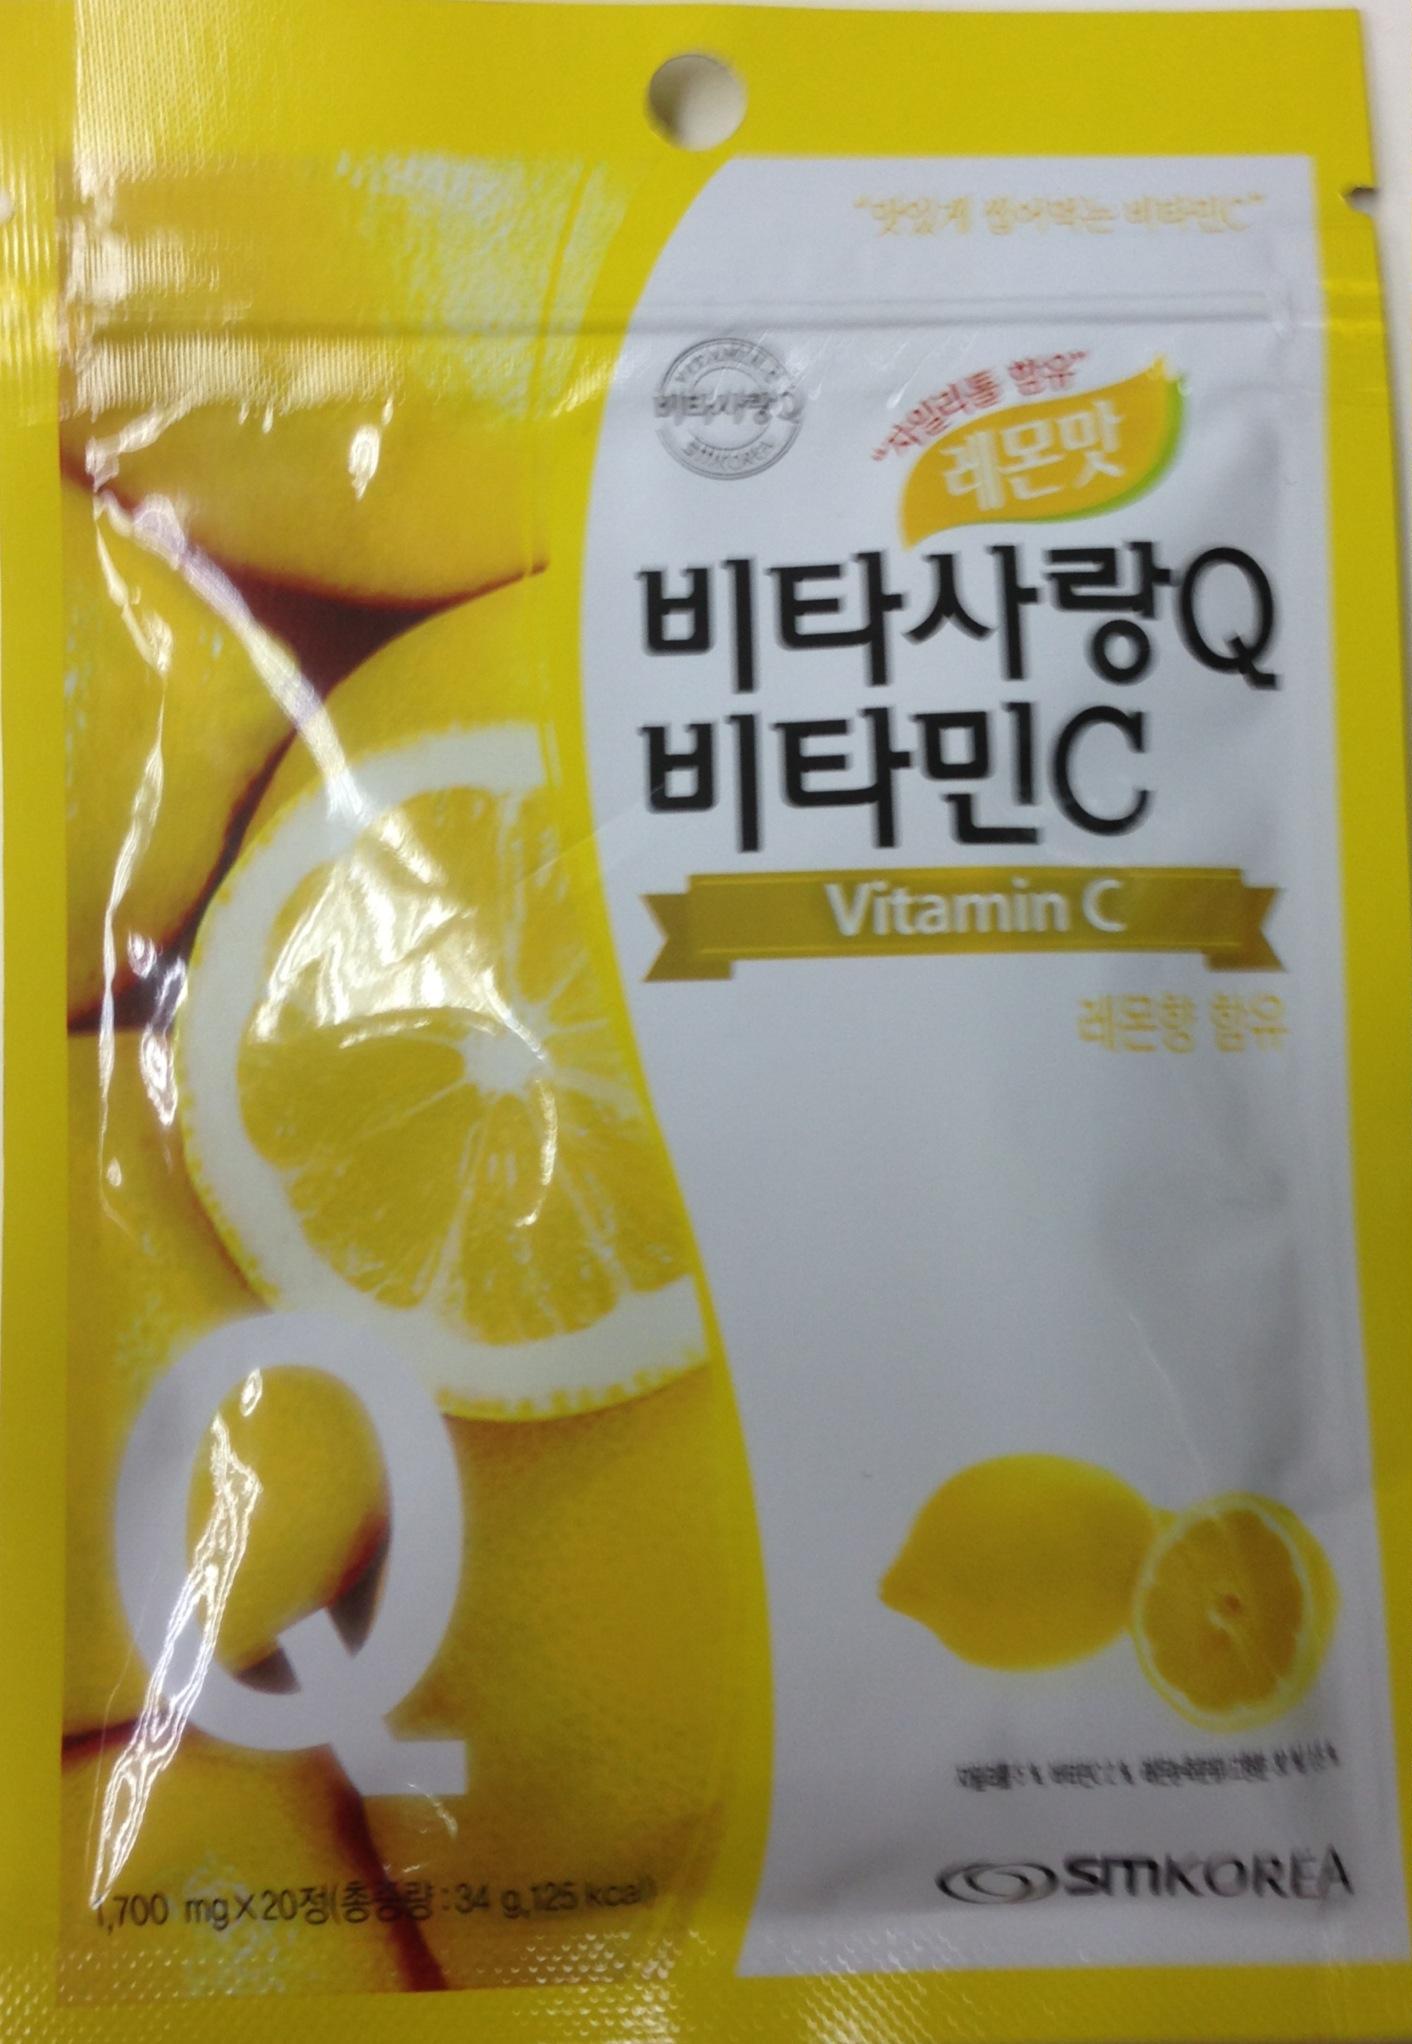 "맛있게 씹어먹는 비타민C"
비타사랑Q
"자일리톨 함유"
레몬맛
비타사랑Q
비타민C
Vitamin C
레몬향 함유
Q
1,700 mg X 20정(총중량 : 34 g, 125 kcal)
smKOREA